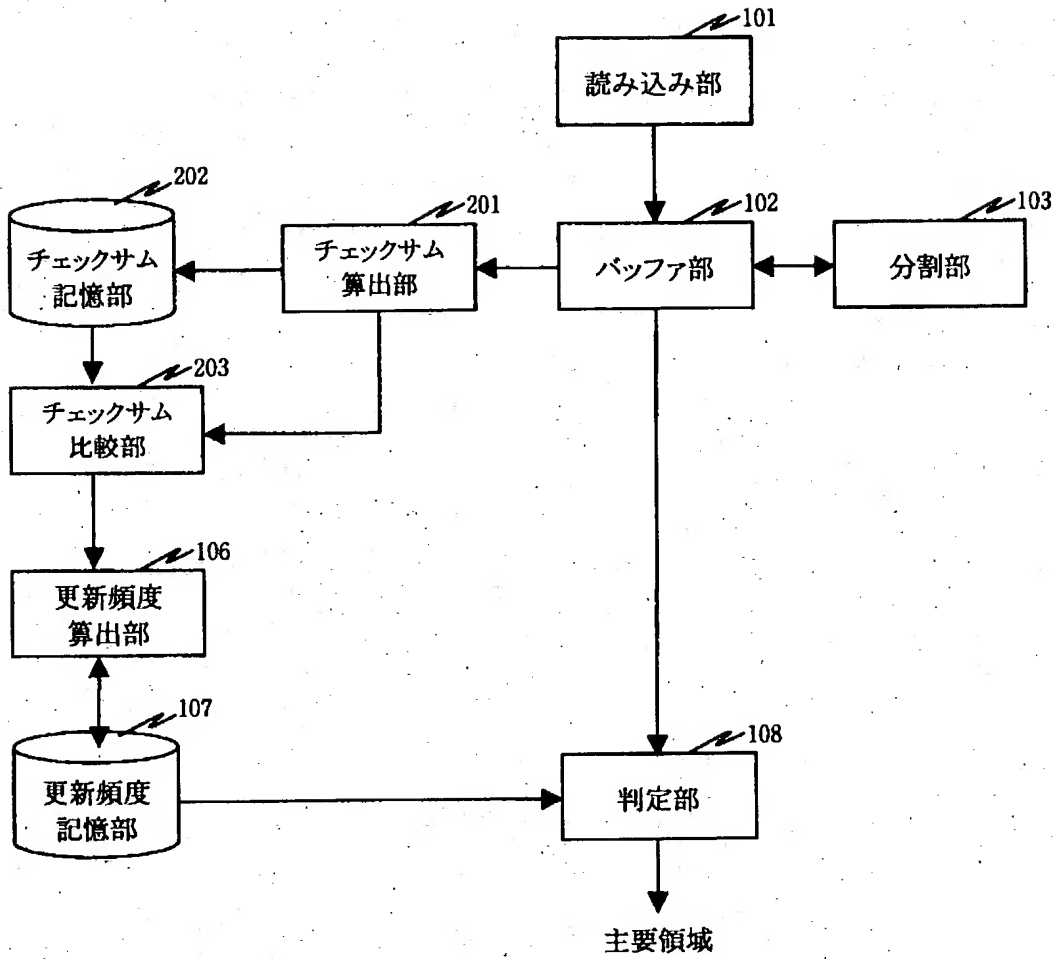 101
読み込み部
202
201
102
103
チェックサム
記憶部
チェックサム
算出部
バッファ部
分割部
203
チェックサム
比較部
106
更新頻度
算出部
107
更新頻度
記憶部
108
判定部
主要領域